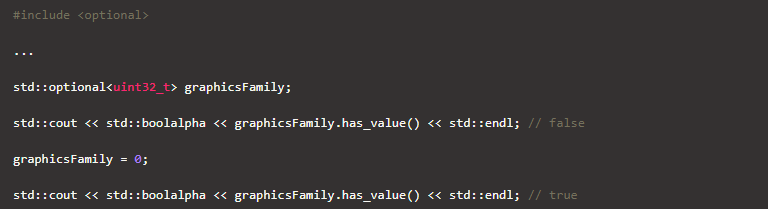 #include <optional>
...
std::optional<uint32_t> graphicsFamily;
std::cout << std::boolalpha << graphicsFamily.has_value() << std::endl; // false
graphicsFamily = 0;
std::cout << std::boolalpha << graphicsFamily.has_value() << std::endl; // true